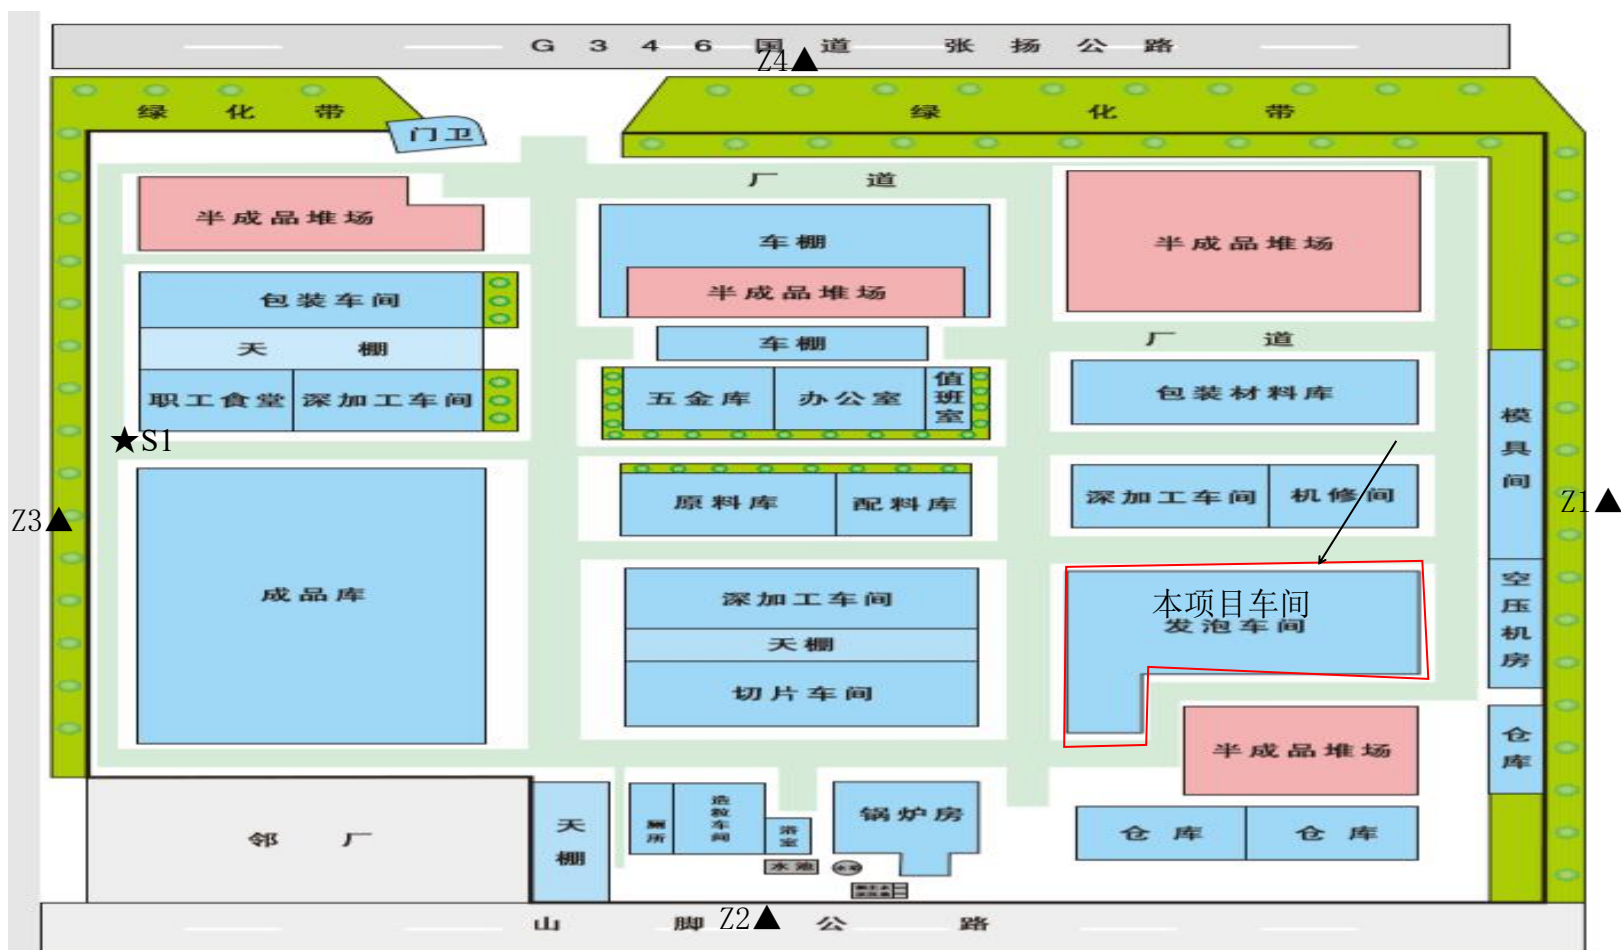 G346国道 张扬公路
Z4▲
绿化带
绿化带
门卫
厂道
半成品堆场
车棚
半成品堆场
半成品堆场
包装车间
车棚
厂道
天棚
职工食堂
深加工车间
五金库
办公室
值班室
包装材料库
模具间
★S1
原料库
配料库
深加工车间
机修间
Z3▲
Z1▲
成品库
深加工车间
天棚
切片车间
本项目车间
发泡车间
空压机房
半成品堆场
仓库
邻厂
天棚
厕所
造粒车间
浴室
锅炉房
仓库
仓库
水池
Z2▲
山脚公路